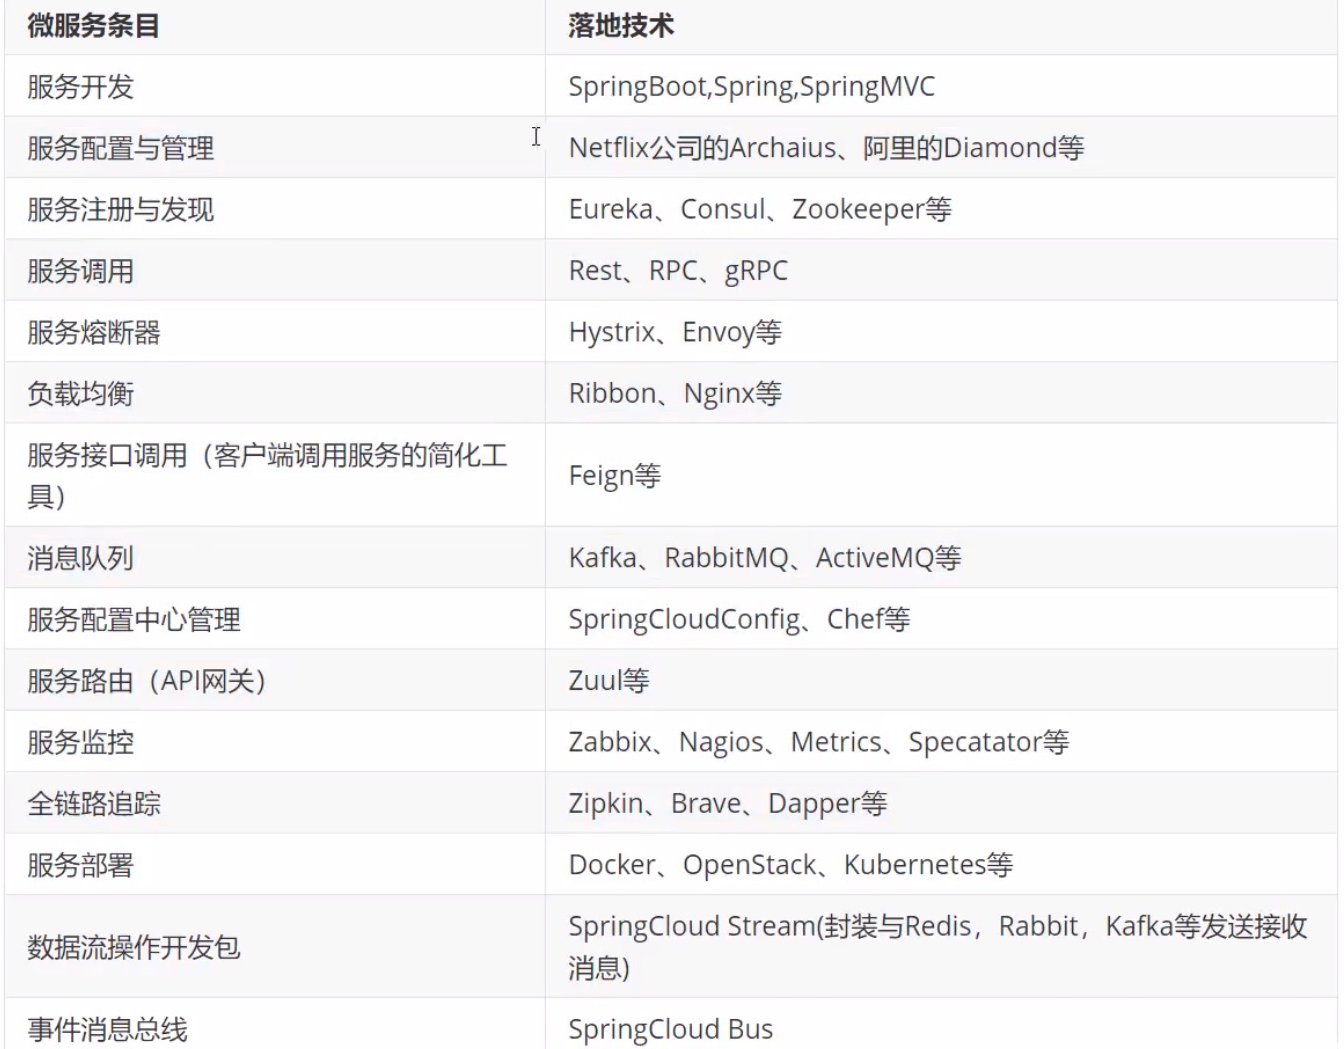 微服务条目
落地技术
服务开发
SpringBoot,Spring,SpringMVC
服务配置与管理
Netflix公司的Archaius、阿里的Diamond等
服务注册与发现
Eureka、Consul、Zookeeper等
服务调用
Rest、RPC、gRPC
服务熔断器
Hystrix、Envoy等
负载均衡
Ribbon、Nginx等
服务接口调用（客户端调用服务的简化工
具）
Feign等
消息队列
Kafka、RabbitMQ、ActiveMQ等
服务配置中心管理
SpringCloudConfig、Chef等
服务路由（API网关）
Zuul等
服务监控
Zabbix、Nagios、Metrics、Specatator等
全链路追踪
Zipkin、Brave、Dapper等
服务部署
Docker、OpenStack、Kubernetes等
数据流操作开发包
SpringCloud Stream(封装与Redis，Rabbit，Kafka等发送接收
消息)
事件消息总线
SpringCloud Bus